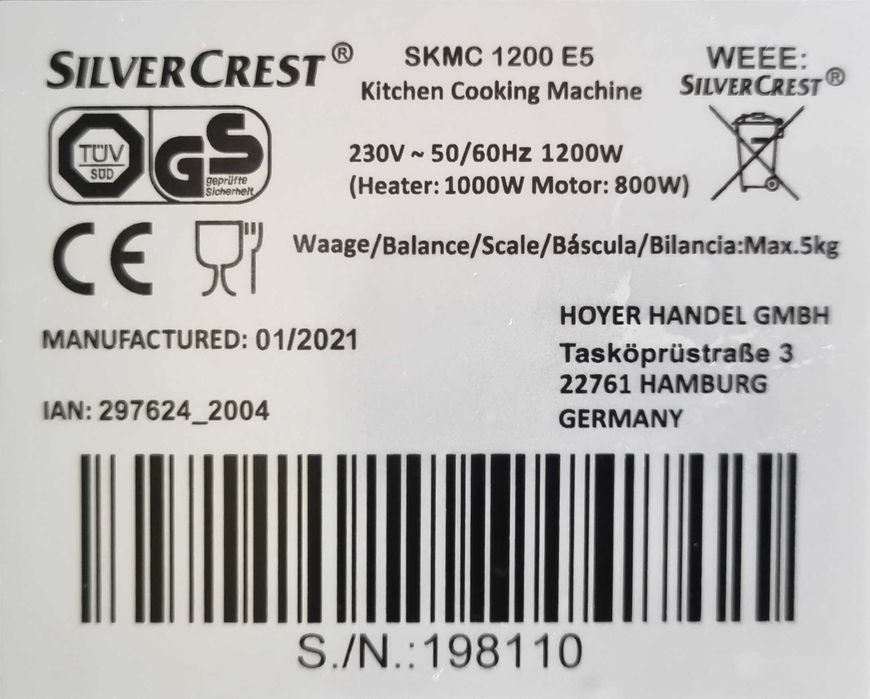 SILVERCREST®
SKMC 1200 E5
Kitchen Cooking Machine
WEEE:
SILVERCREST®
TÜV
SÜD
GS
geprüfte
Sicherheit
230V ~ 50/60Hz 1200W
(Heater: 1000W Motor: 800W)
CE
Waage/Balance/Scale/Báscula/Bilancia:Max.5kg
MANUFACTURED: 01/2021
IAN: 297624_2004
HOYER HANDEL GMBH
Tasköprüstraße 3
22761 HAMBURG
GERMANY
S./N.:198110